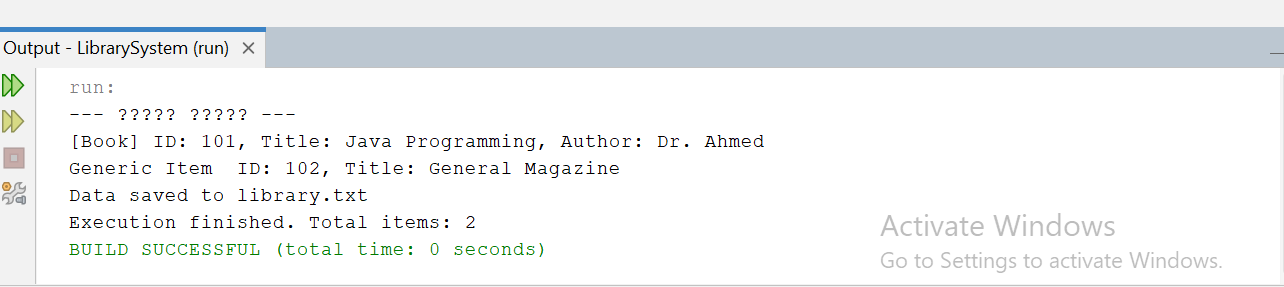 Output - LibrarySystem (run)
run:
--- ????? ????? ---
[Book] ID: 101, Title: Java Programming, Author: Dr. Ahmed
Generic Item  ID: 102, Title: General Magazine
Data saved to library.txt
Execution finished. Total items: 2
BUILD SUCCESSFUL (total time: 0 seconds)
Activate Windows
Go to Settings to activate Windows.